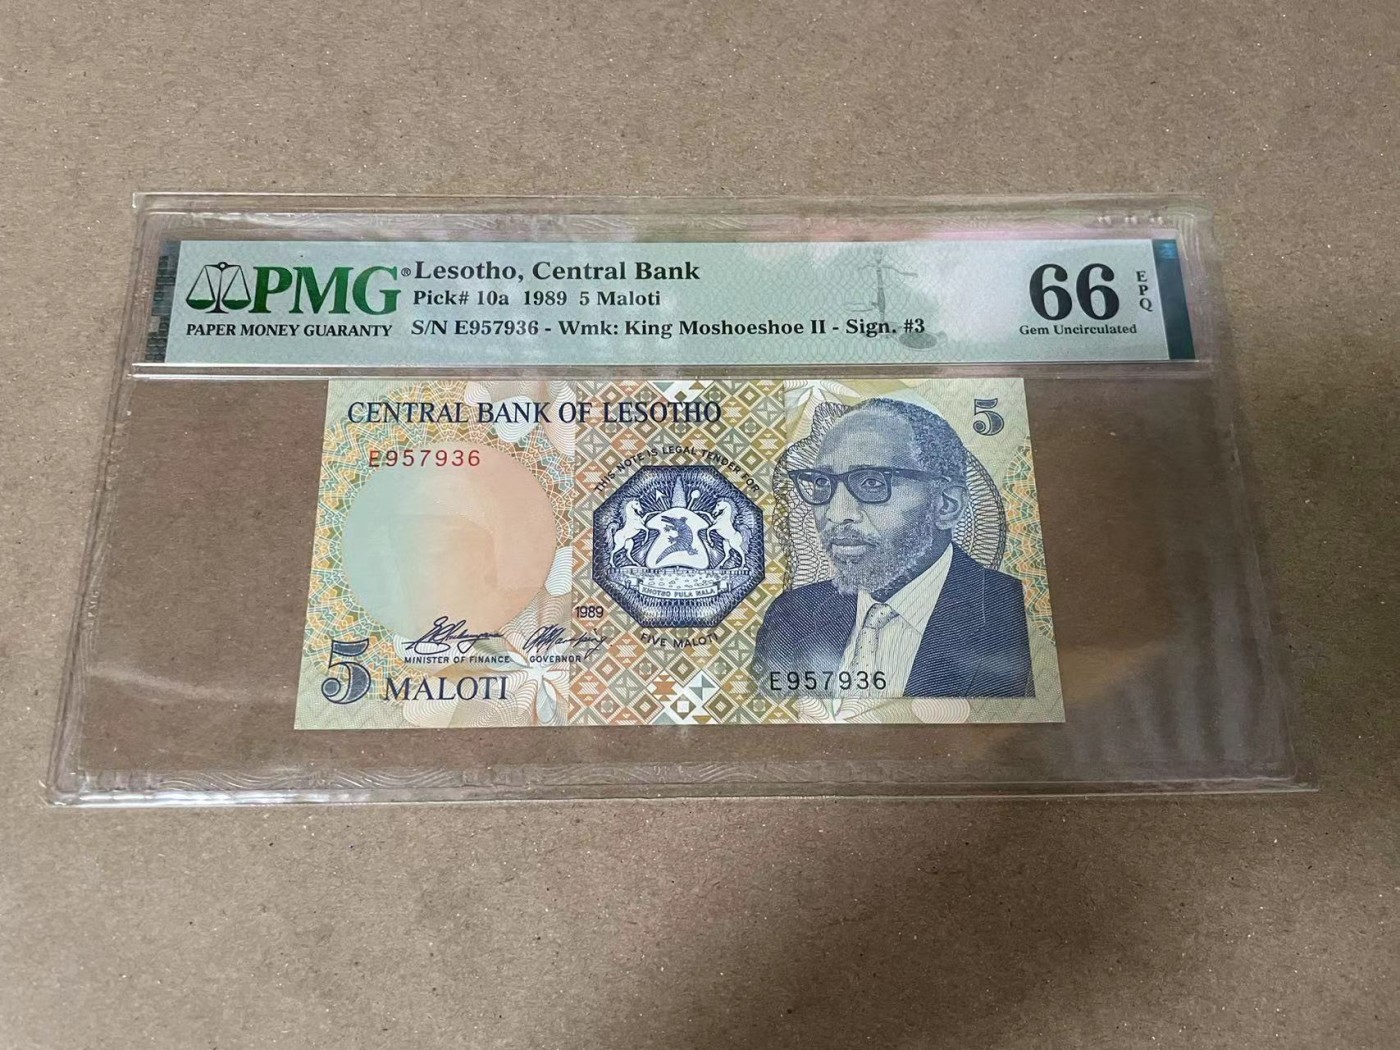 PMG®
PAPER MONEY GUARANTY
Lesotho, Central Bank
Pick# 10a 1989 5 Maloti
S/N E957936 - Wmk: King Moshoeshoe II - Sign. #3
66
EPQ
Gem Uncirculated
CENTRAL BANK OF LESOTHO
5
E957936
THIS NOTE IS LEGAL TENDER FOR
KHOTSO PULA NALA
1989
FIVE MALOTI
MINISTER OF FINANCE
GOVERNOR
5 MALOTI
E957936